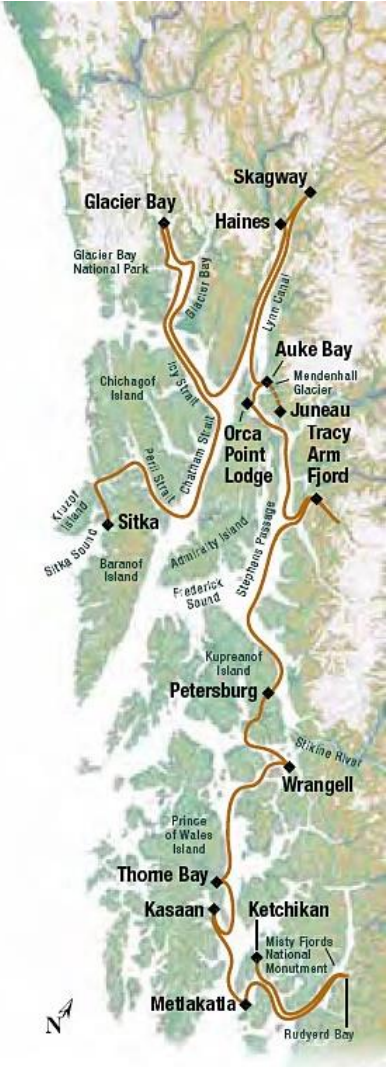 Skagway
Glacier Bay
Haines
Glacier Bay
National Park
Glacier Bay
Lynn Canal
Icy Strait
Auke Bay
Mendenhall
Glacier
Chichagof
Island
Juneau
Chatham Strait
Orca
Point
Lodge
Tracy
Arm
Fjord
Peril Strait
Kruzof
Island
Sitka
Sitka Sound
Baranof
Island
Admiralty Island
Stephens Passage
Frederick
Sound
Kupreanof
Island
Petersburg
Stikine River
Wrangell
Prince
of Wales
Island
Thorne Bay
Kasaan
Ketchikan
Misty Fjords
National
Monutment
Metlakatla
N
Rudyerd Bay